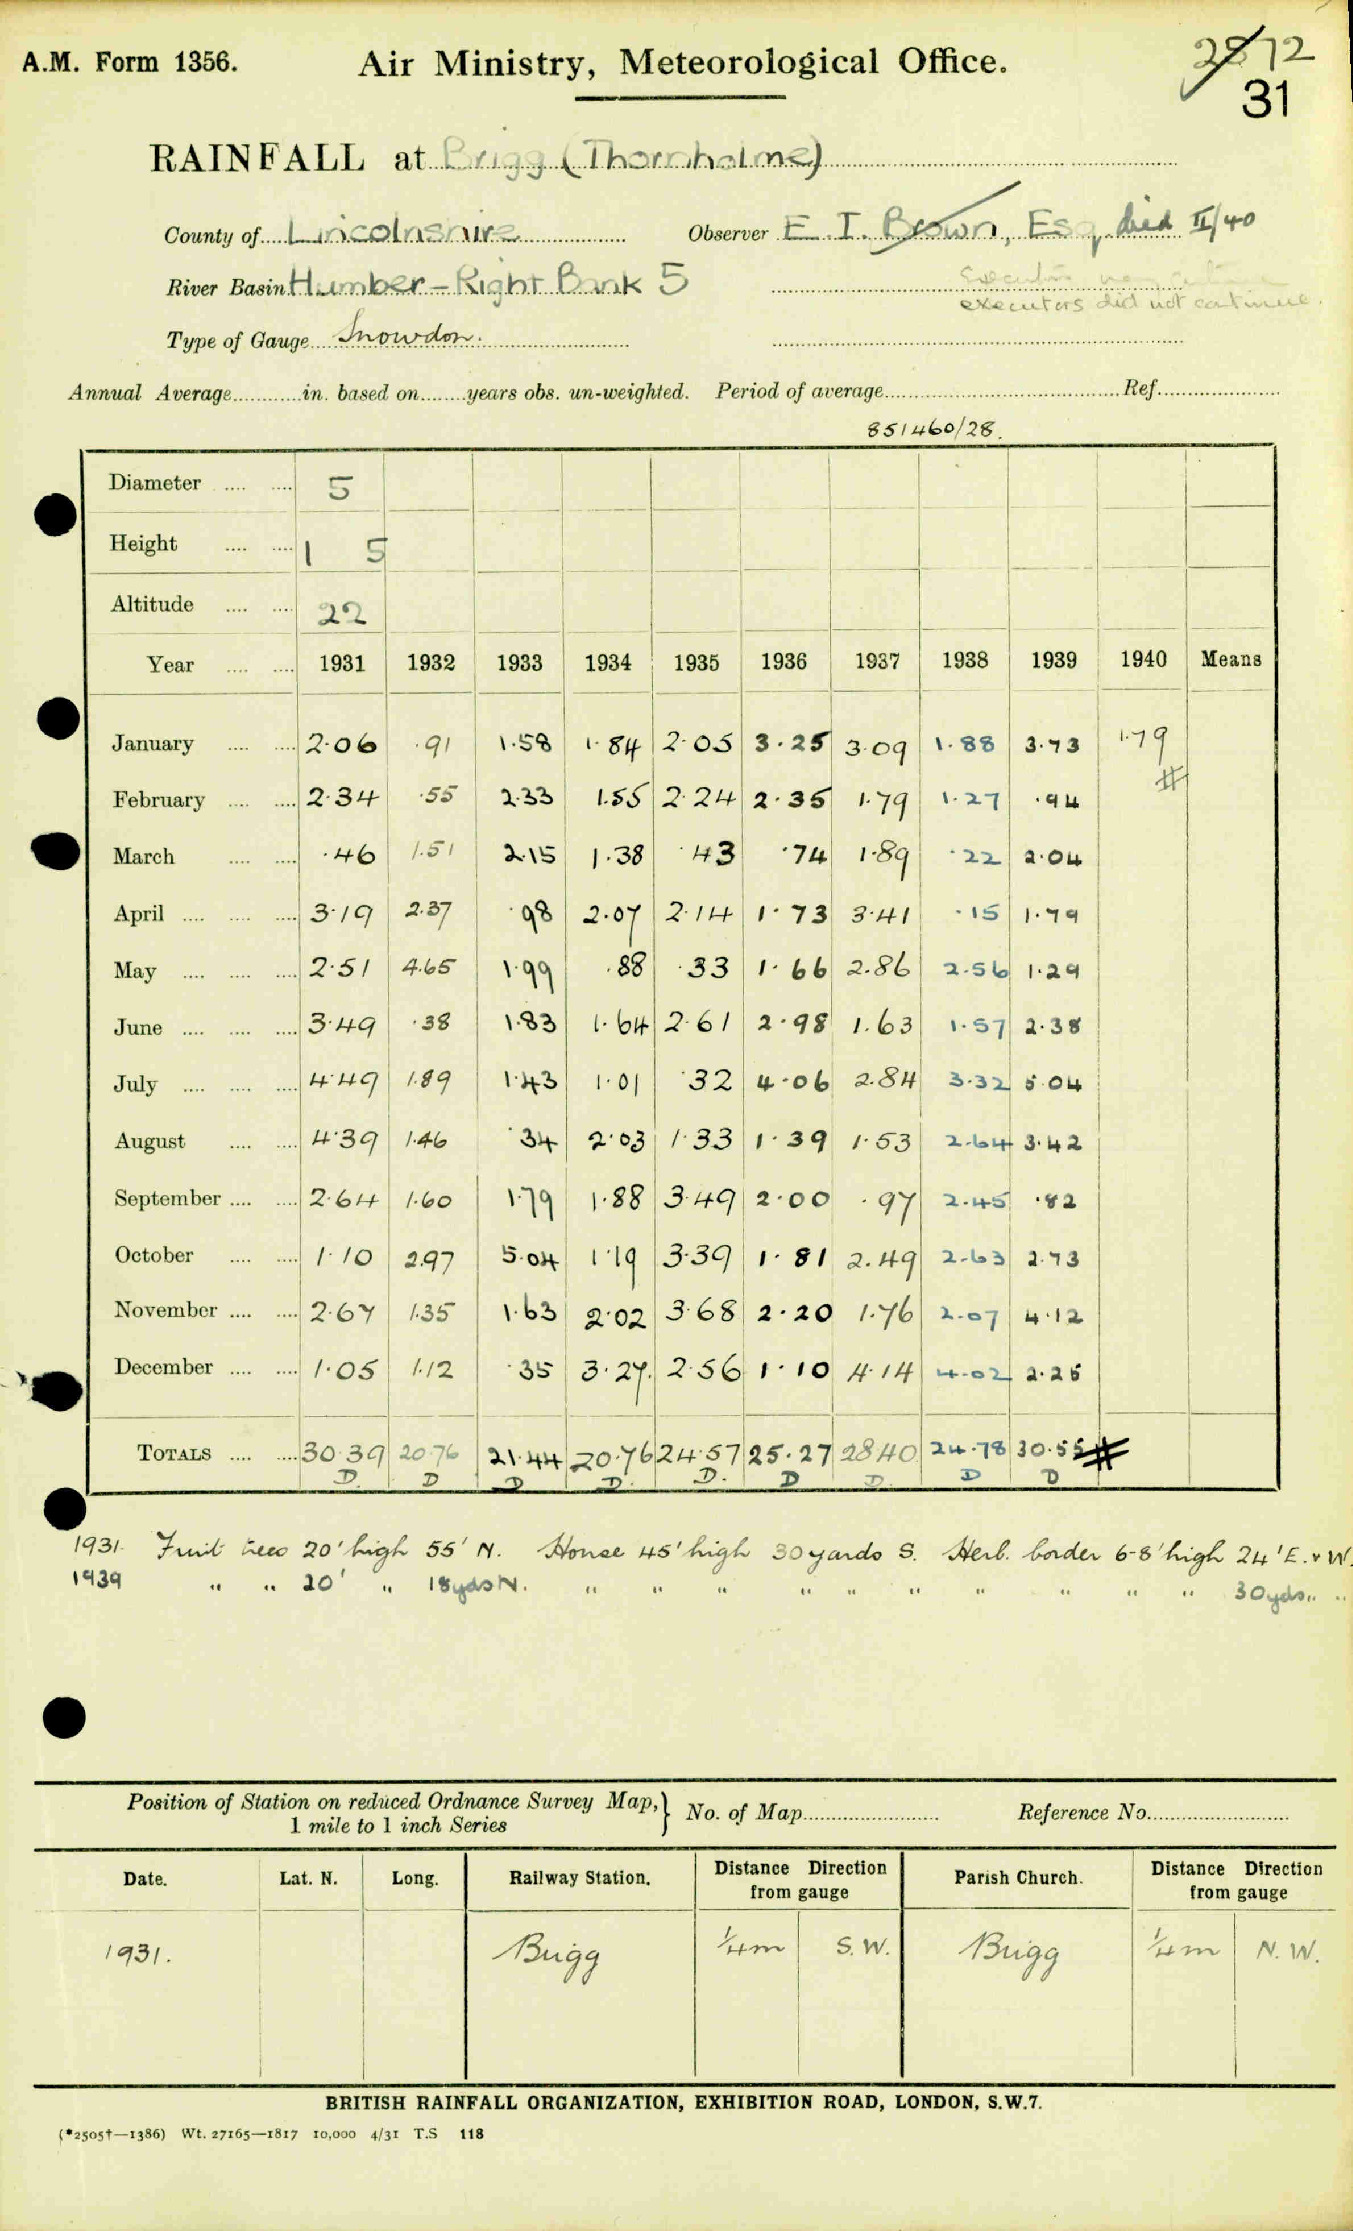 A.M. Form 1356. Air Ministry, Meteorological Office. 2872
31
RAINFALL at Brigg (Thornholme)
County of Lincolnshire Observer E. I. Brown, Esq. died II/40
River Basin Humber – Right Bank 5
executors did not continue.
Type of Gauge Snowdon.
Annual Average in. based on years obs. un-weighted. Period of average Ref.
851460/28.
Diameter 5
Height 1 5
Altitude 22
Year 1931 1932 1933 1934 1935 1936 1937 1938 1939 1940 Means
January 2.06 .91 1.58 1.84 2.05 3.25 3.09 1.88 3.73 1.79
February 2.34 .55 2.33 1.55 2.24 2.35 1.79 1.27 .94 #
March .46 1.51 2.15 1.38 .43 .74 1.89 .22 2.04
April 3.19 2.37 .98 2.07 2.14 1.73 3.41 .15 1.79
May 2.51 4.65 1.99 .88 .33 1.66 2.86 2.56 1.29
June 3.49 .38 1.83 1.64 2.61 2.98 1.63 1.57 2.38
July 4.49 1.89 1.43 1.01 .32 4.06 2.84 3.32 5.04
August 4.39 1.46 .34 2.03 1.33 1.39 1.53 2.64 3.42
September 2.64 1.60 1.79 1.88 3.49 2.00 .97 2.45 .82
October 1.10 2.97 5.04 1.19 3.39 1.81 2.49 2.63 2.73
November 2.67 1.35 1.63 2.02 3.68 2.20 1.76 2.07 4.12
December 1.05 1.12 .35 3.27. 2.56 1.10 4.14 4.02 2.25
TOTALS 30.39 20.76 21.44 20.76 24.57 25.27 28.40 24.78 30.55 #
D. D D D. D. D D. D D
1931. Fruit trees 20' high 55' N. House 45' high 30 yards S. Herb. border 6-8' high 24' E. & W.
1939 " " 20' " 18yds N. " " " " " " " " " " 30yds " "
Position of Station on reduced Ordnance Survey Map, } No. of Map Reference No.
1 mile to 1 inch Series
Date. Lat. N. Long. Railway Station. Distance Direction from gauge Parish Church. Distance Direction from gauge
1931. Brigg 1/4 m S.W. Brigg 1/4 m N.W.
BRITISH RAINFALL ORGANIZATION, EXHIBITION ROAD, LONDON, S.W.7.
(*2505†—1386) Wt. 27165—1817 10,000 4/31 T.S 118